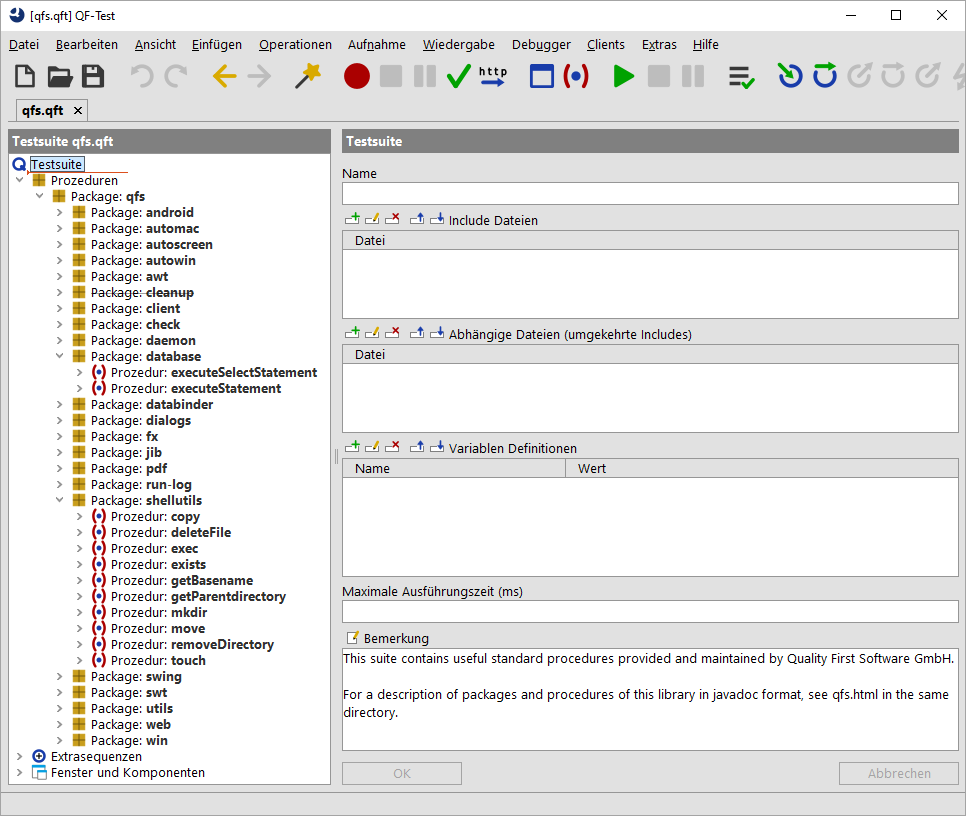 [qfs.qft] QF-Test
Datei Bearbeiten Ansicht Einfügen Operationen Aufnahme Wiedergabe Debugger Clients Extras Hilfe
http
qfs.qft
Testsuite qfs.qft
Testsuite
Prozeduren
Package: qfs
Package: android
Package: automac
Package: autoscreen
Package: autowin
Package: awt
Package: cleanup
Package: client
Package: check
Package: daemon
Package: database
Prozedur: executeSelectStatement
Prozedur: executeStatement
Package: databinder
Package: dialogs
Package: fx
Package: jib
Package: pdf
Package: run-log
Package: shellutils
Prozedur: copy
Prozedur: deleteFile
Prozedur: exec
Prozedur: exists
Prozedur: getBasename
Prozedur: getParentdirectory
Prozedur: mkdir
Prozedur: move
Prozedur: removeDirectory
Prozedur: touch
Package: swing
Package: swt
Package: utils
Package: web
Package: win
Extrasequenzen
Fenster und Komponenten
Testsuite
Name
Include Dateien
Datei
Abhängige Dateien (umgekehrte Includes)
Datei
Variablen Definitionen
Name Wert
Maximale Ausführungszeit (ms)
Bemerkung
This suite contains useful standard procedures provided and maintained by Quality First Software GmbH.
For a description of packages and procedures of this library in javadoc format, see qfs.html in the same
directory.
OK Abbrechen